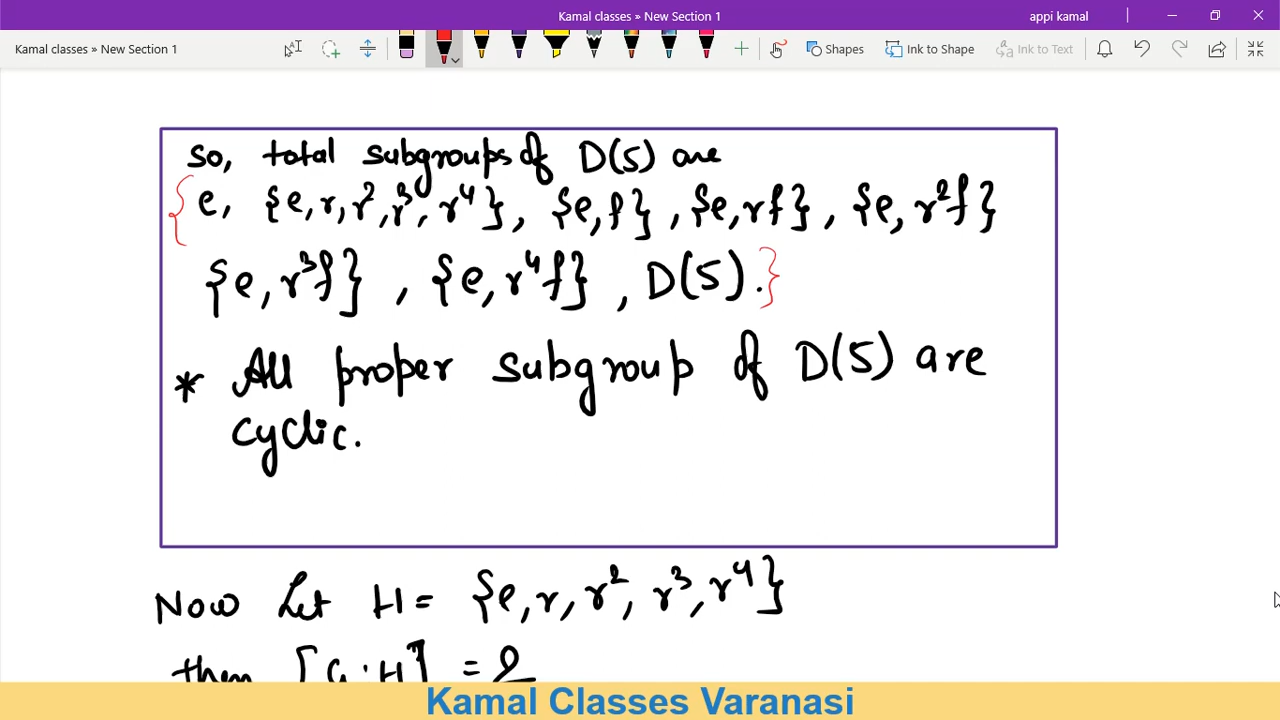 Kamal classes » New Section 1
appi kamal
Kamal classes » New Section 1
Shapes
Ink to Shape
Ink to Text
So, total subgroups of D(5) are
{e, {e, r, r², r³, r⁴}, {e, f}, {e, rf}, {e, r²f}
{e, r³f}, {e, r⁴f}, D(5).}
* All proper subgroup of D(5) are
cyclic.
Now Let H = {e, r, r², r³, r⁴}
then [G:H] = 2
Kamal Classes Varanasi